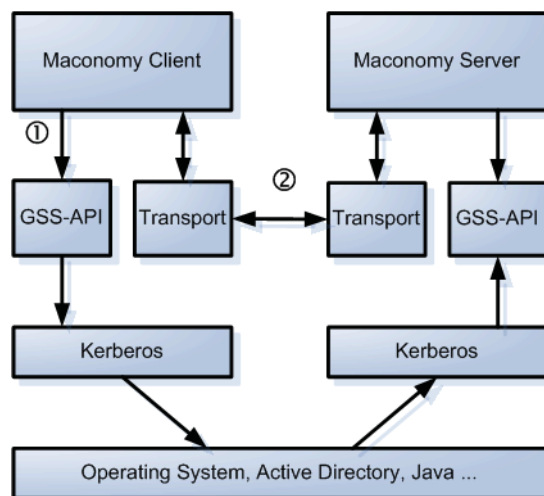 Maconomy Client
Maconomy Server
①
②
GSS-API
Transport
Transport
GSS-API
Kerberos
Kerberos
Operating System, Active Directory, Java ...